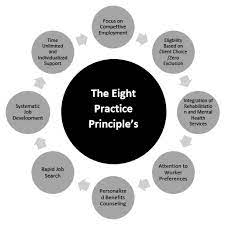 The Eight
Practice
Principle's
Focus on
Competitive
Employment
Eligibility
Based on
Client Choice
/Zero
Exclusion
Integration of
Rehabilitatio
n and Mental
Health
Services
Attention to
Worker
Preferences
Personalize
d Benefits
Counseling
Rapid Job
Search
Systematic
Job
Development
Time
Unlimited
and
Individualized
Support